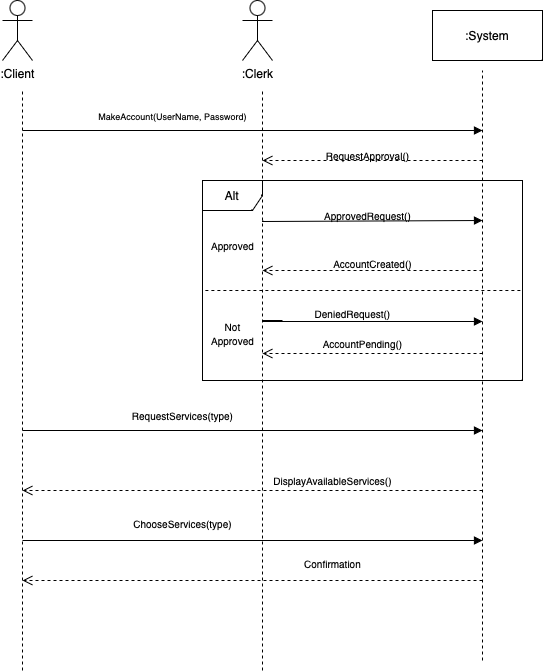 :Client
:Clerk
:System
MakeAccount(UserName, Password)
RequestApproval()
Alt
ApprovedRequest()
Approved
AccountCreated()
DeniedRequest()
Not
Approved
AccountPending()
RequestServices(type)
DisplayAvailableServices()
ChooseServices(type)
Confirmation